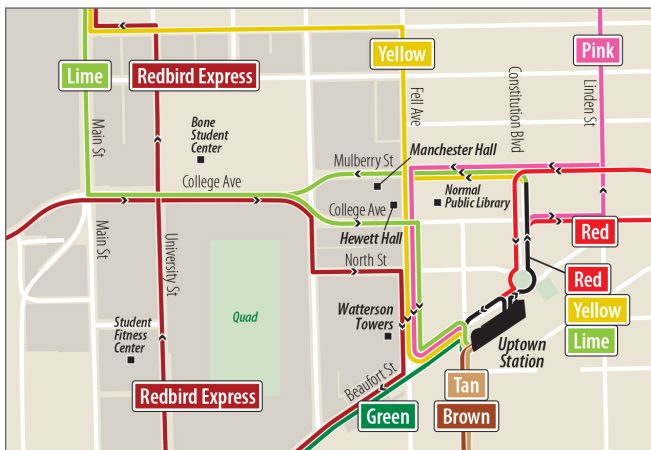 Lime
Redbird Express
Yellow
Pink
Main St
Bone
Student
Center
Fell Ave
Constitution Blvd
Linden St
Mulberry St
Manchester Hall
College Ave
Normal
Public Library
College Ave
Hewett Hall
Red
Main St
University St
North St
Red
Yellow
Lime
Quad
Watterson
Towers
Student
Fitness
Center
Uptown
Station
Beaufort St
Tan
Redbird Express
Green
Brown